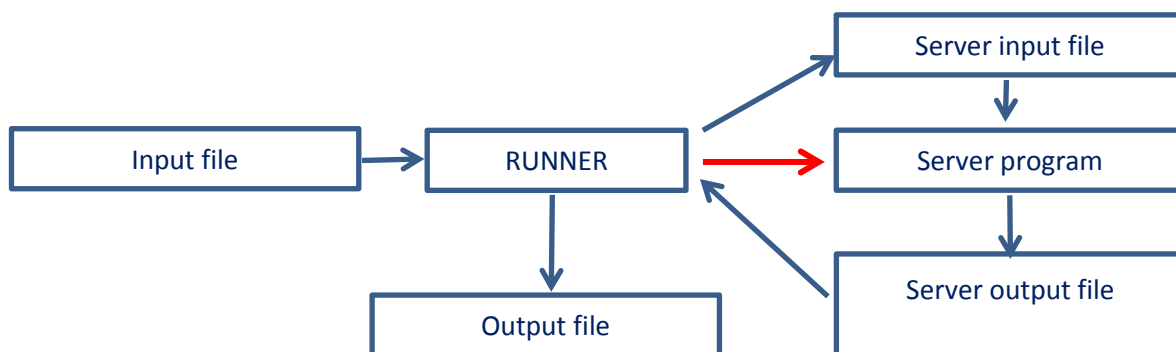 Server input file
Input file
RUNNER
Server program
Server output file
Output file